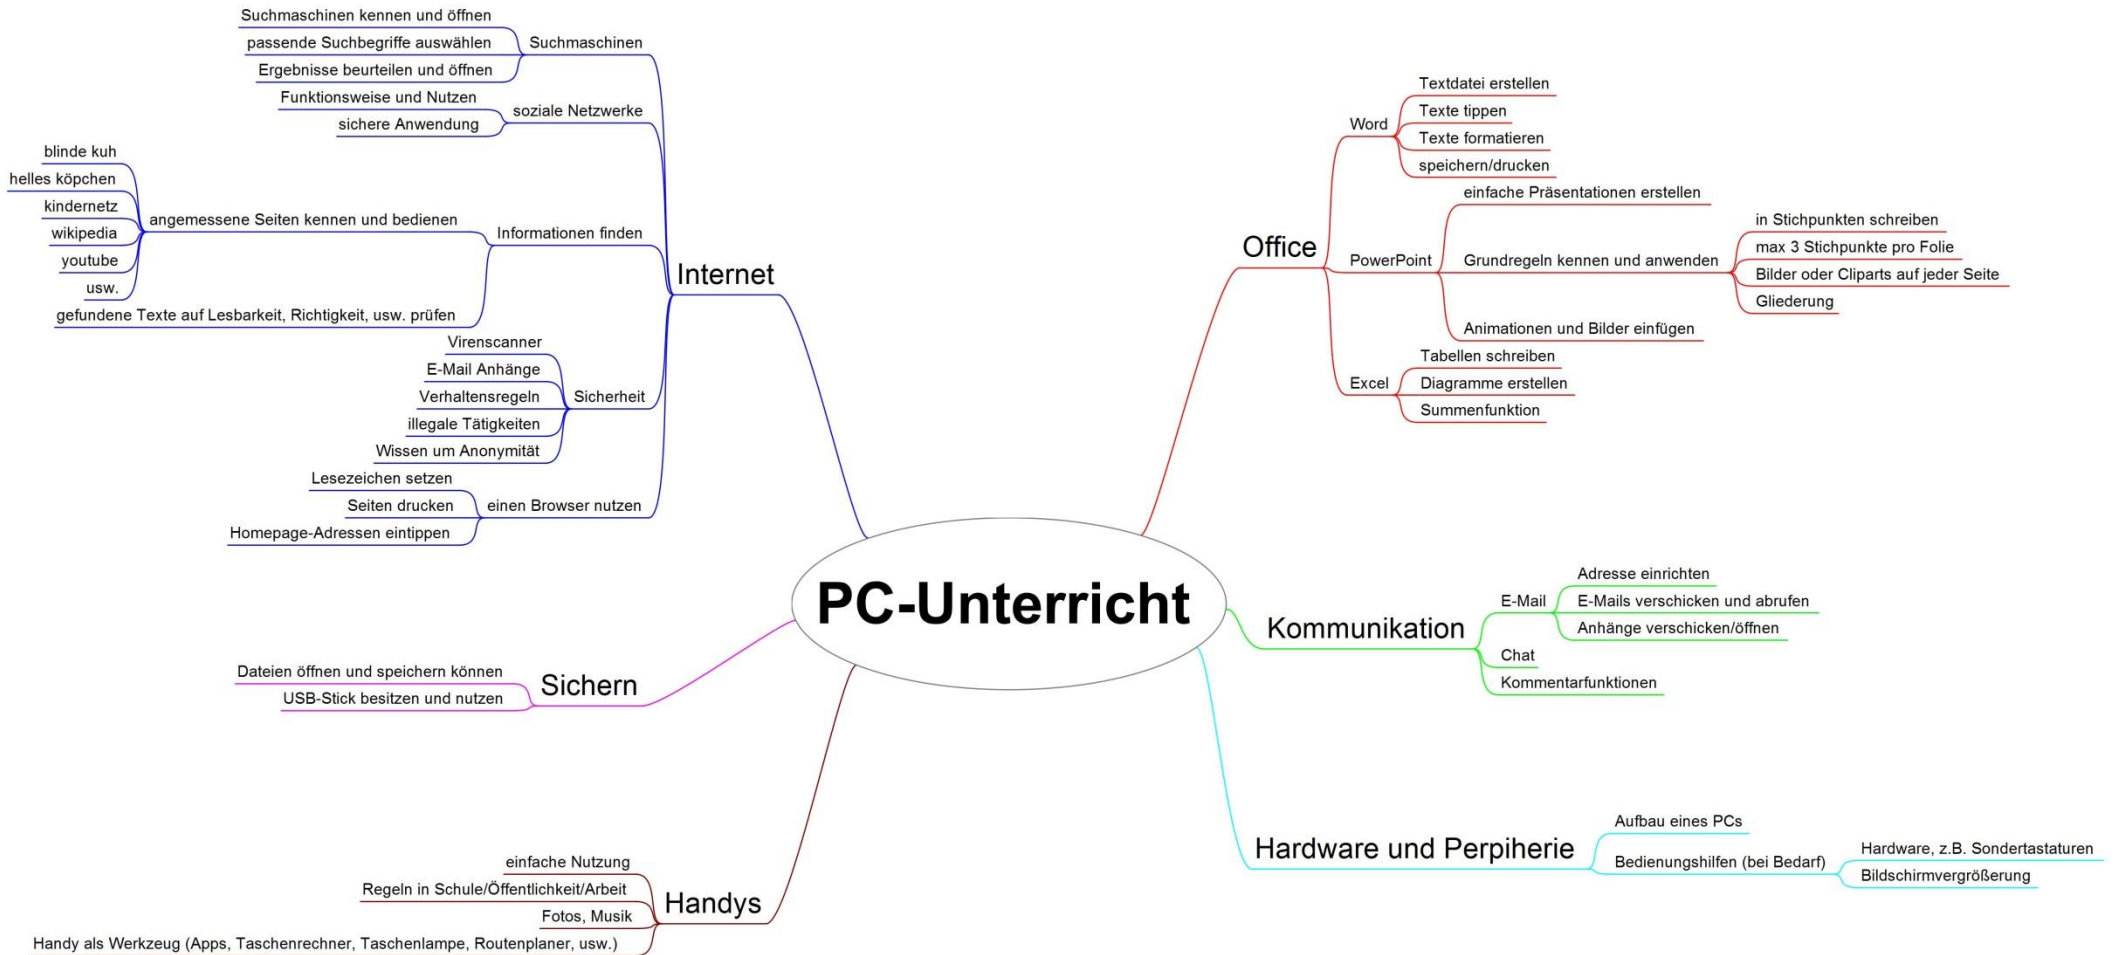 PC-Unterricht
Internet
Suchmaschinen
Suchmaschinen kennen und öffnen
passende Suchbegriffe auswählen
Ergebnisse beurteilen und öffnen
soziale Netzwerke
Funktionsweise und Nutzen
sichere Anwendung
Informationen finden
angemessene Seiten kennen und bedienen
blinde kuh
helles köpchen
kindernetz
wikipedia
youtube
usw.
gefundene Texte auf Lesbarkeit, Richtigkeit, usw. prüfen
Sicherheit
Virenscanner
E-Mail Anhänge
Verhaltensregeln
illegale Tätigkeiten
Wissen um Anonymität
einen Browser nutzen
Lesezeichen setzen
Seiten drucken
Homepage-Adressen eintippen
Sichern
Dateien öffnen und speichern können
USB-Stick besitzen und nutzen
Handys
einfache Nutzung
Regeln in Schule/Öffentlichkeit/Arbeit
Fotos, Musik
Handy als Werkzeug (Apps, Taschenrechner, Taschenlampe, Routenplaner, usw.)
Office
Word
Textdatei erstellen
Texte tippen
Texte formatieren
speichern/drucken
PowerPoint
einfache Präsentationen erstellen
Grundregeln kennen und anwenden
in Stichpunkten schreiben
max 3 Stichpunkte pro Folie
Bilder oder Cliparts auf jeder Seite
Gliederung
Animationen und Bilder einfügen
Excel
Tabellen schreiben
Diagramme erstellen
Summenfunktion
Kommunikation
E-Mail
Adresse einrichten
E-Mails verschicken und abrufen
Anhänge verschicken/öffnen
Chat
Kommentarfunktionen
Hardware und Perpiherie
Aufbau eines PCs
Bedienungshilfen (bei Bedarf)
Hardware, z.B. Sondertastaturen
Bildschirmvergrößerung